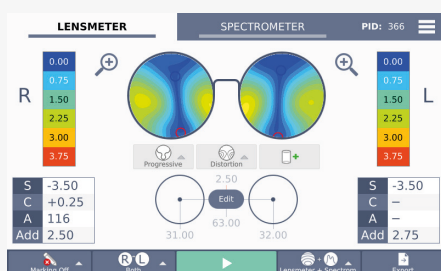 LENSMETER
SPECTROMETER
PID: 366
R
0.00
0.75
1.50
2.25
3.00
3.75
0.00
0.75
1.50
2.25
3.00
3.75
L
Progressive
Distortion
S -3.50
C +0.25
A 116
Add 2.50
2.50
Edit
63.00
31.00
32.00
S -3.50
C –
A –
Add 2.75
Marking Off
R L
Both
Lensmeter + Spectrom
Export